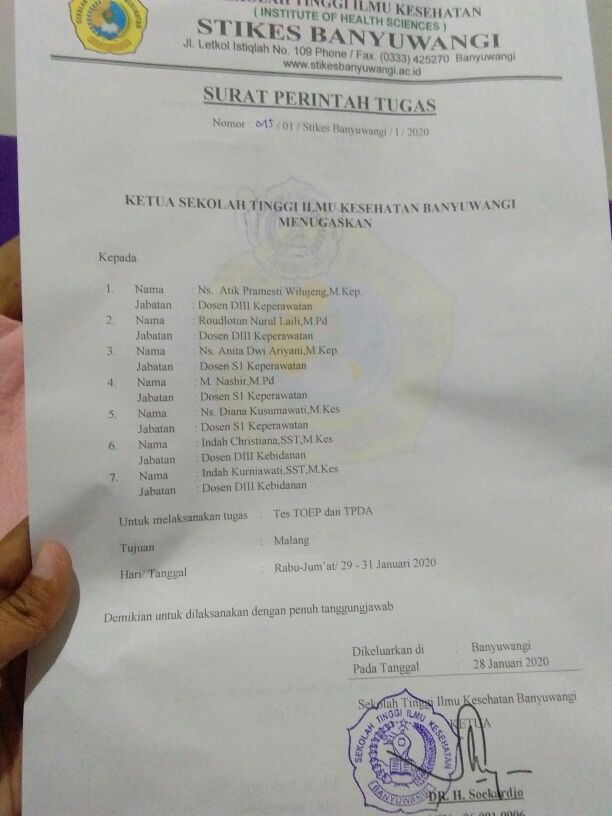 SEKOLAH TINGGI ILMU KESEHATAN
( INSTITUTE OF HEALTH SCIENCES )
STIKES BANYUWANGI
Jl. Letkol Istiqlah No. 109 Phone / Fax. (0333) 425270 Banyuwangi
www.stikesbanyuwangi.ac.id
SURAT PERINTAH TUGAS
Nomor : 045 / 01 / Stikes Banyuwangi / 1 / 2020
KETUA SEKOLAH TINGGI ILMU KESEHATAN BANYUWANGI
MENUGASKAN
Kepada
1. Nama : Ns. Atik Pramesti Wilujeng,M.Kep.
Jabatan : Dosen DIII Keperawatan
2. Nama : Roudlotun Nurul Laili,M.Pd
Jabatan : Dosen DIII Keperawatan
3. Nama : Ns. Anita Dwi Ariyani,M.Kep
Jabatan : Dosen S1 Keperawatan
4. Nama : M. Nashir,M.Pd
Jabatan : Dosen S1 Keperawatan
5. Nama : Ns. Diana Kusumawati,M.Kes
Jabatan : Dosen S1 Keperawatan
6. Nama : Indah Christiana,SST,M.Kes
Jabatan : Dosen DIII Kebidanan
7. Nama : Indah Kurniawati,SST,M.Kes
Jabatan : Dosen DIII Kebidanan
Untuk melaksanakan tugas : Tes TOEP dan TPDA
Tujuan : Malang
Hari/ Tanggal : Rabu-Jum'at/ 29 - 31 Januari 2020
Demikian untuk dilaksanakan dengan penuh tanggungjawab
Dikeluarkan di : Banyuwangi
Pada Tanggal : 28 Januari 2020
Sekolah Tinggi Ilmu Kesehatan Banyuwangi
KETUA
SEKOLAH TINGGI ILMU KESEHATAN
BANYUWANGI
DR. H. Soekardjo